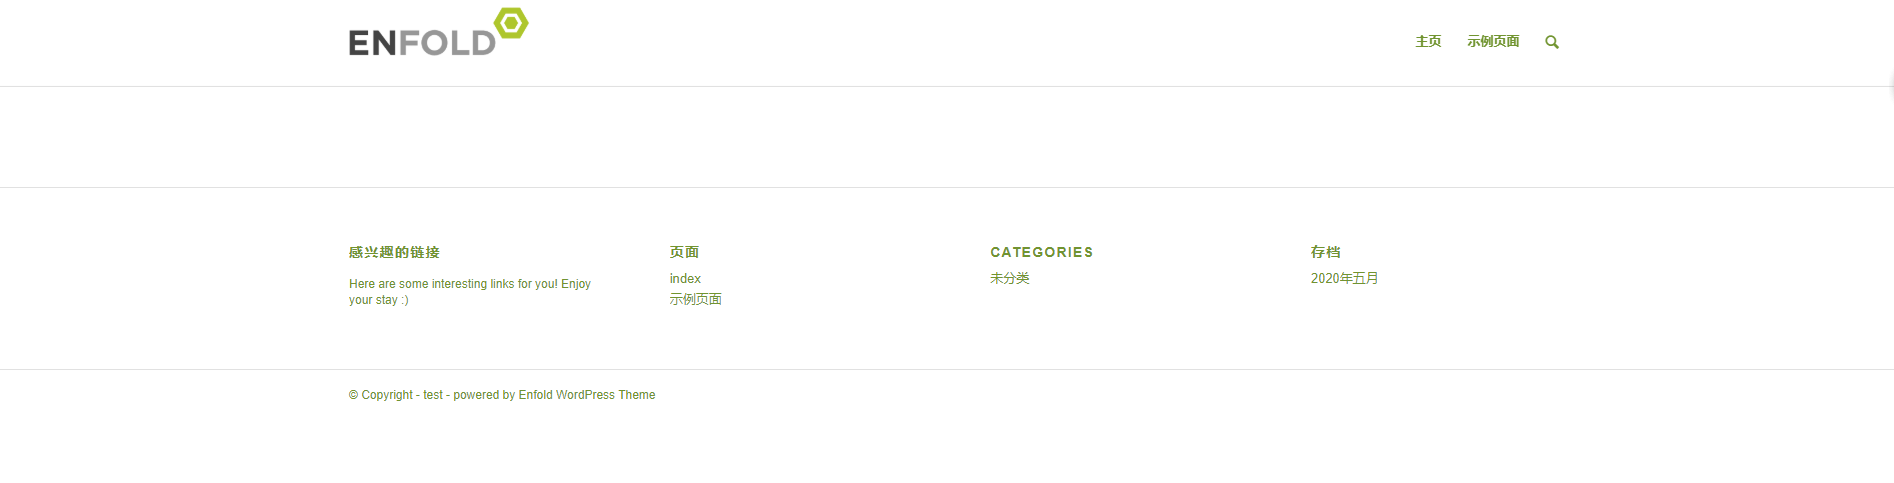 ENFOLD
主页
示例页面
感兴趣的链接
Here are some interesting links for you! Enjoy
your stay :)
页面
index
示例页面
CATEGORIES
未分类
存档
2020年五月
© Copyright - test - powered by Enfold WordPress Theme